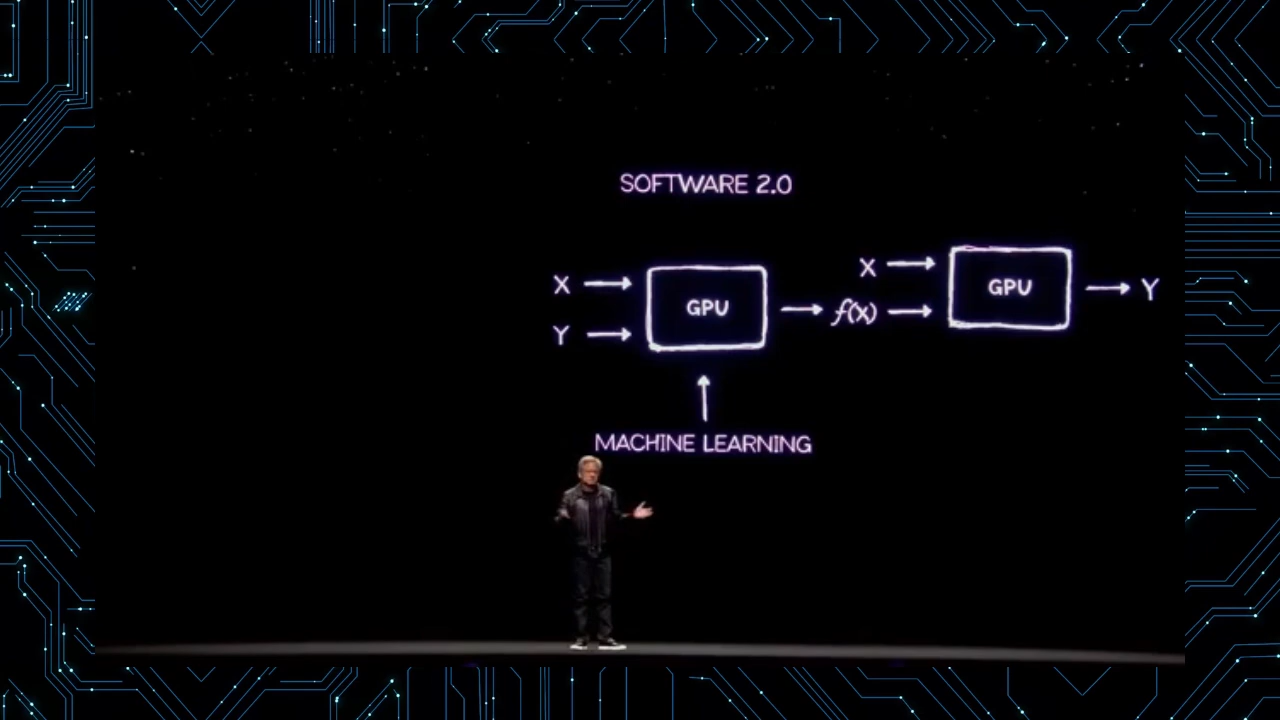 SOFTWARE 2.0
X
Y
GPU
f(x)
X
GPU
Y
MACHINE LEARNING